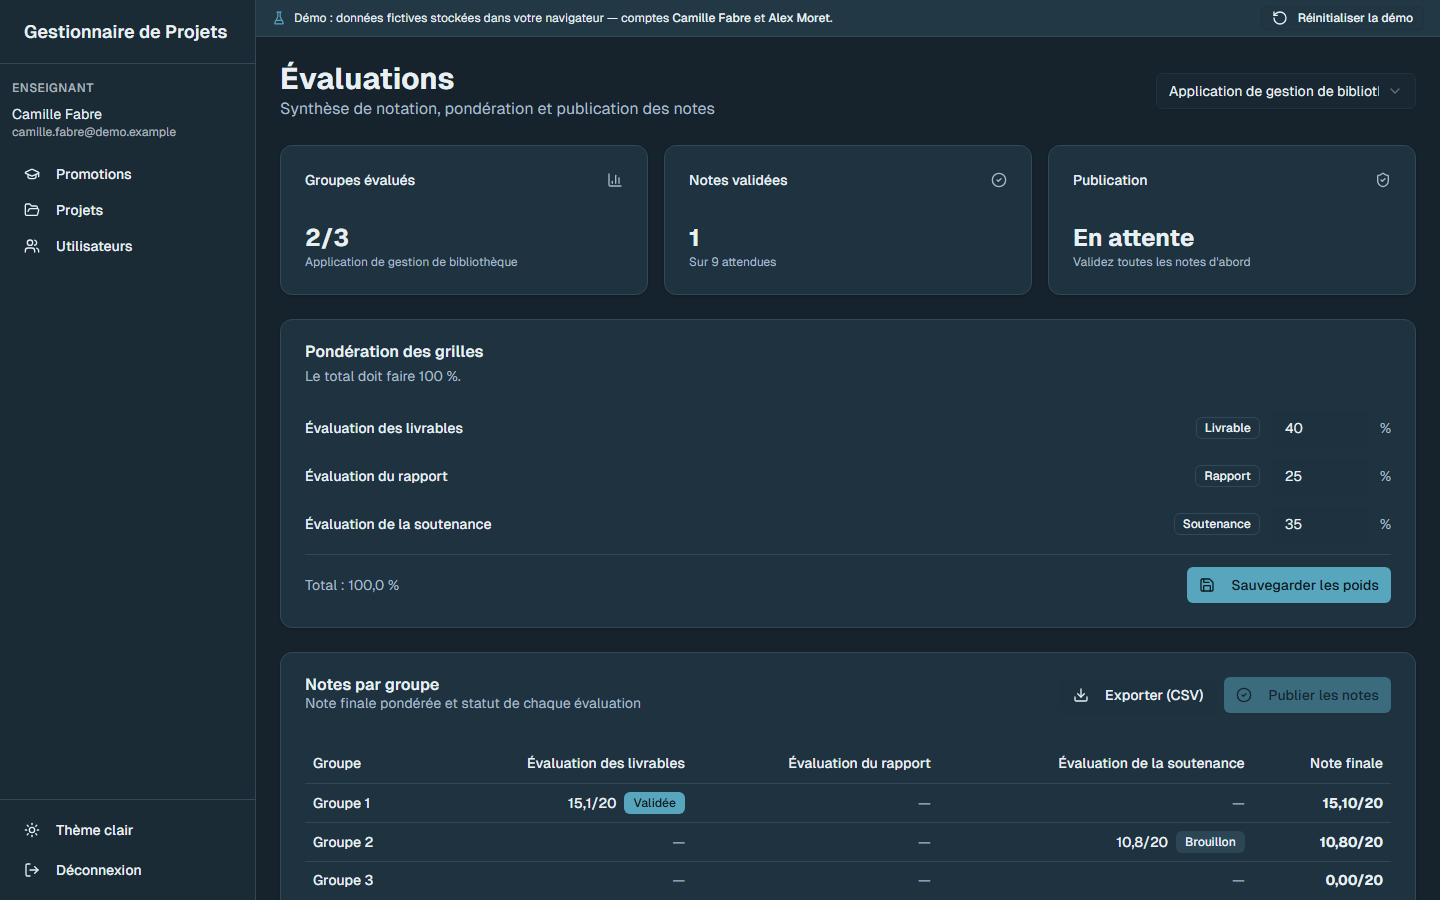 Gestionnaire de Projets
ENSEIGNANT
Camille Fabre
camille.fabre@demo.example
Promotions
Projets
Utilisateurs
Thème clair
Déconnexion
Démo : données fictives stockées dans votre navigateur — comptes Camille Fabre et Alex Moret.
Réinitialiser la démo
Évaluations
Synthèse de notation, pondération et publication des notes
Application de gestion de bibliot
Groupes évalués
2/3
Application de gestion de bibliothèque
Notes validées
1
Sur 9 attendues
Publication
En attente
Validez toutes les notes d'abord
Pondération des grilles
Le total doit faire 100 %.
Évaluation des livrables Livrable 40 %
Évaluation du rapport Rapport 25 %
Évaluation de la soutenance Soutenance 35 %
Total : 100,0 % Sauvegarder les poids
Notes par groupe
Note finale pondérée et statut de chaque évaluation
Exporter (CSV) Publier les notes
Groupe Évaluation des livrables Évaluation du rapport Évaluation de la soutenance Note finale
Groupe 1 15,1/20 Validée — — 15,10/20
Groupe 2 — — 10,8/20 Brouillon 10,80/20
Groupe 3 — — — 0,00/20